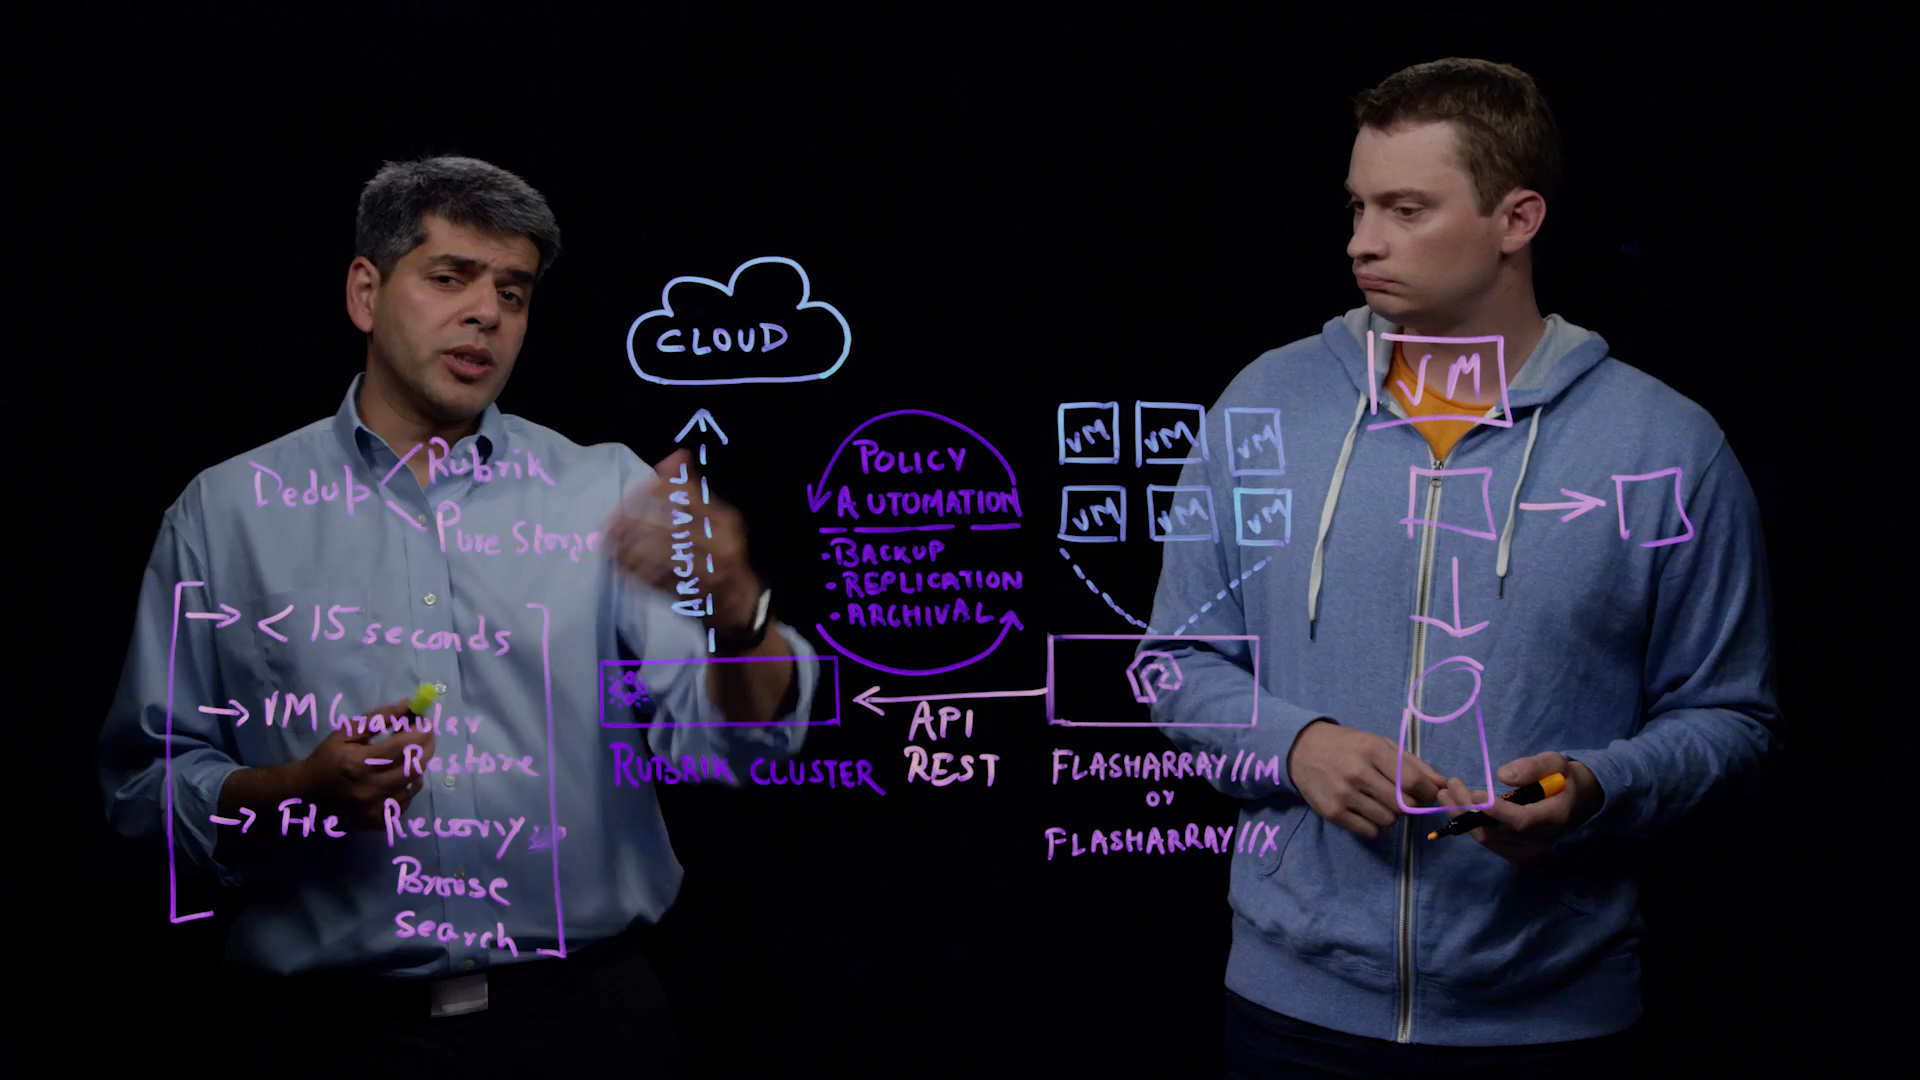 CLOUD
ARCHIVAL
Dedup
Rubrik
Pure Storage
→ < 15 seconds
→ VM Granular
– Restore
→ File Recovry
Browse
Search
POLICY
AUTOMATION
• BACKUP
• REPLICATION
• ARCHIVAL
RUBRIK CLUSTER
API
REST
VM VM VM
VM VM VM
FLASHARRAY//M
or
FLASHARRAY//X
VM